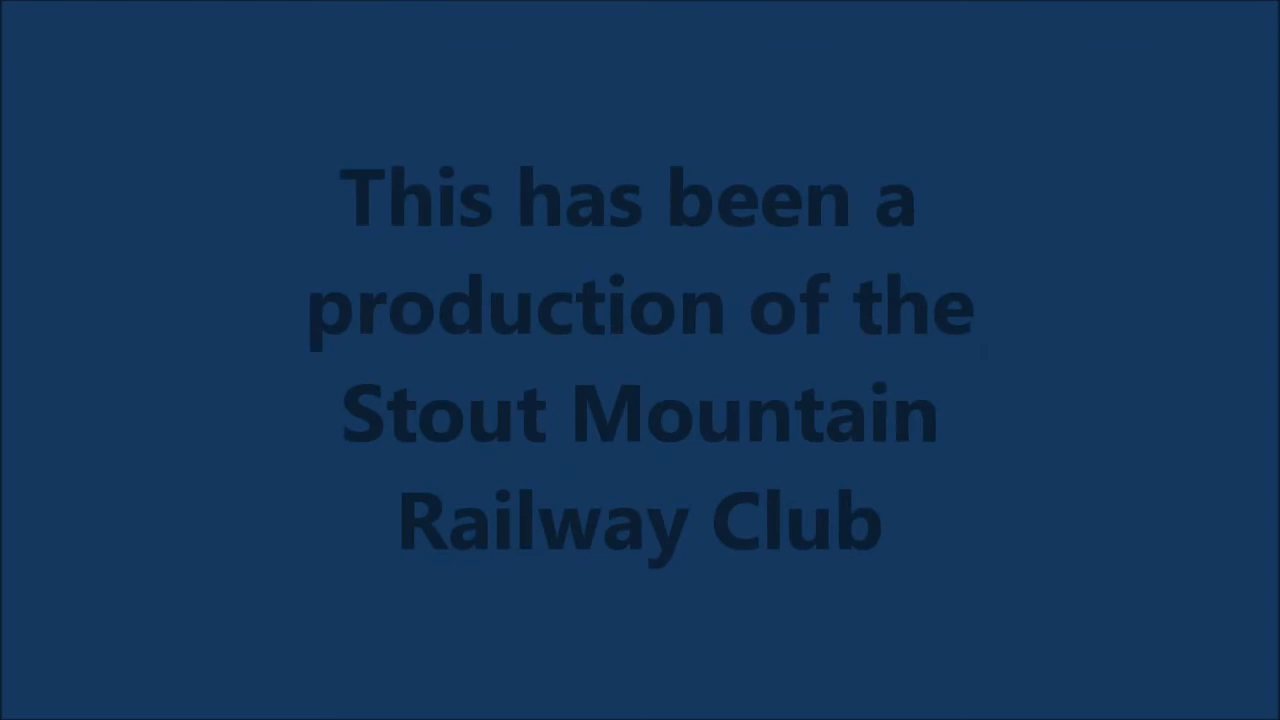 This has been a
production of the
Stout Mountain
Railway Club